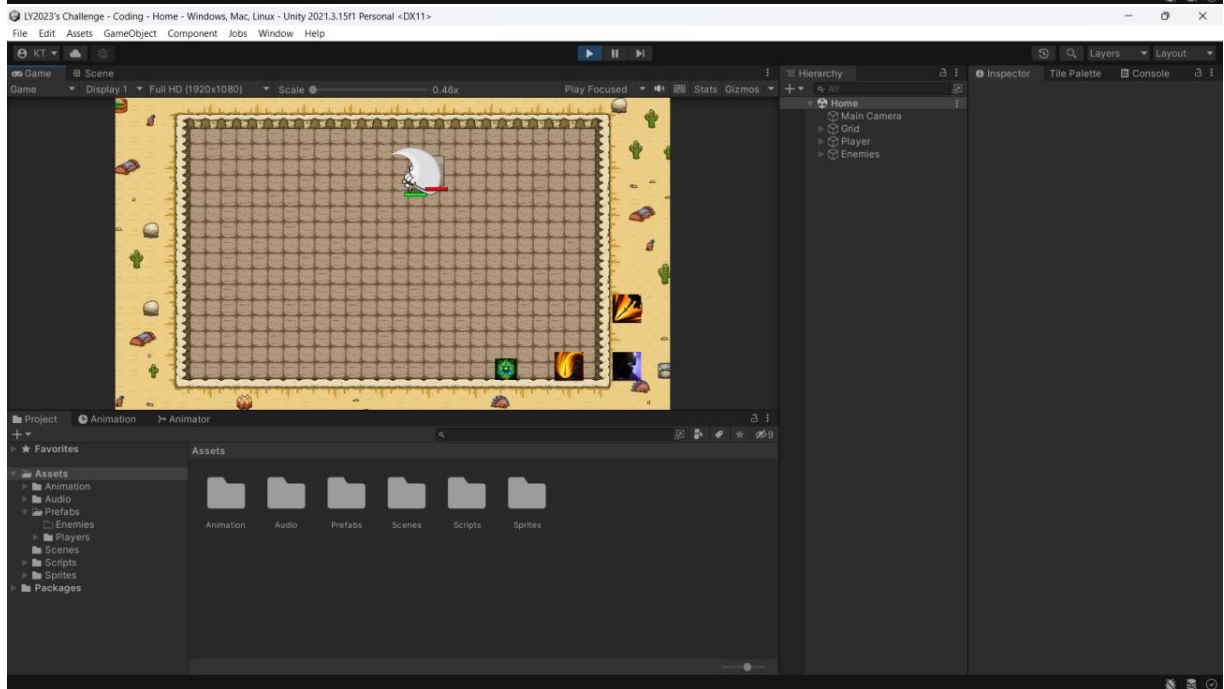 LY2023's Challenge - Coding - Home - Windows, Mac, Linux - Unity 2021.3.15f1 Personal <DX11>
File Edit Assets GameObject Component Jobs Window Help
KT Layers Layout
Game Scene
Game Display 1 Full HD (1920x1080) Scale 0.46x Play Focused Stats Gizmos
Hierarchy
All
Home
Main Camera
Grid
Player
Enemies
Inspector Tile Palette Console
Project Animation Animator
9
Favorites
Assets
Animation
Audio
Prefabs
Enemies
Players
Scenes
Scripts
Sprites
Packages
Assets
Animation Audio Prefabs Scenes Scripts Sprites